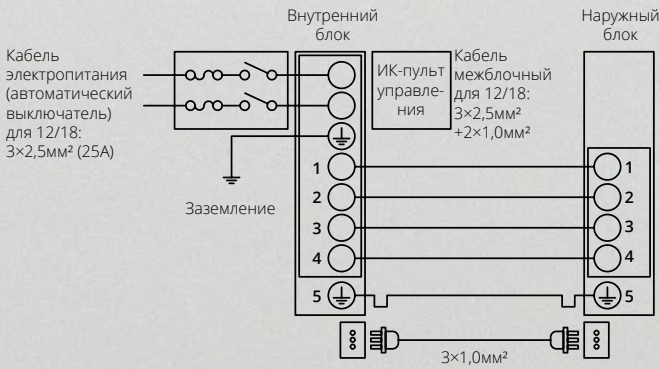 Внутренний
блок
Наружный
блок
Кабель
электропитания
(автоматический
выключатель)
для 12/18:
3×2,5мм² (25А)
ИК-пульт
управле-
ния
Кабель
межблочный
для 12/18:
3×2,5мм²
+2×1,0мм²
Заземление
1
2
3
4
5
1
2
3
4
5
3×1,0мм²